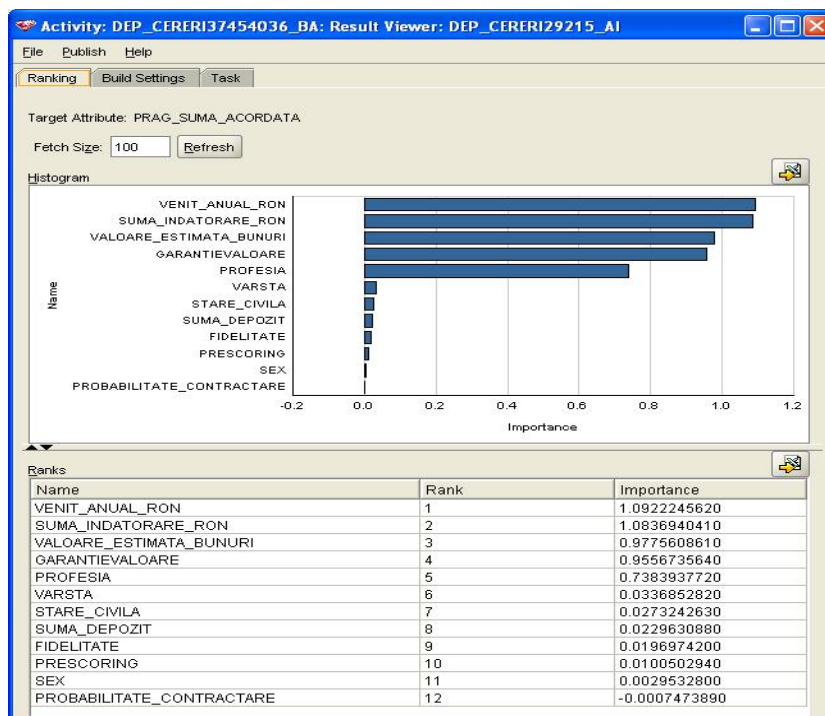 Activity: DEP_CERERI37454036_BA: Result Viewer: DEP_CERERI29215_AI
File Publish Help
Ranking Build Settings Task
Target Attribute: PRAG_SUMA_ACORDATA
Fetch Size: 100 Refresh
Histogram
VENIT_ANUAL_RON
SUMA_INDATORARE_RON
VALOARE_ESTIMATA_BUNURI
GARANTIEVALOARE
PROFESIA
VARSTA
STARE_CIVILA
SUMA_DEPOZIT
FIDELITATE
PRESCORING
SEX
PROBABILITATE_CONTRACTARE
Name
-0.2 0.0 0.2 0.4 0.6 0.8 1.0 1.2
Importance
Ranks
Name Rank Importance
VENIT_ANUAL_RON 1 1.0922245620
SUMA_INDATORARE_RON 2 1.0836940410
VALOARE_ESTIMATA_BUNURI 3 0.9775608610
GARANTIEVALOARE 4 0.9556735640
PROFESIA 5 0.7383937720
VARSTA 6 0.0336852820
STARE_CIVILA 7 0.0273242630
SUMA_DEPOZIT 8 0.0229630880
FIDELITATE 9 0.0196974200
PRESCORING 10 0.0100502940
SEX 11 0.0029532800
PROBABILITATE_CONTRACTARE 12 -0.0007473890